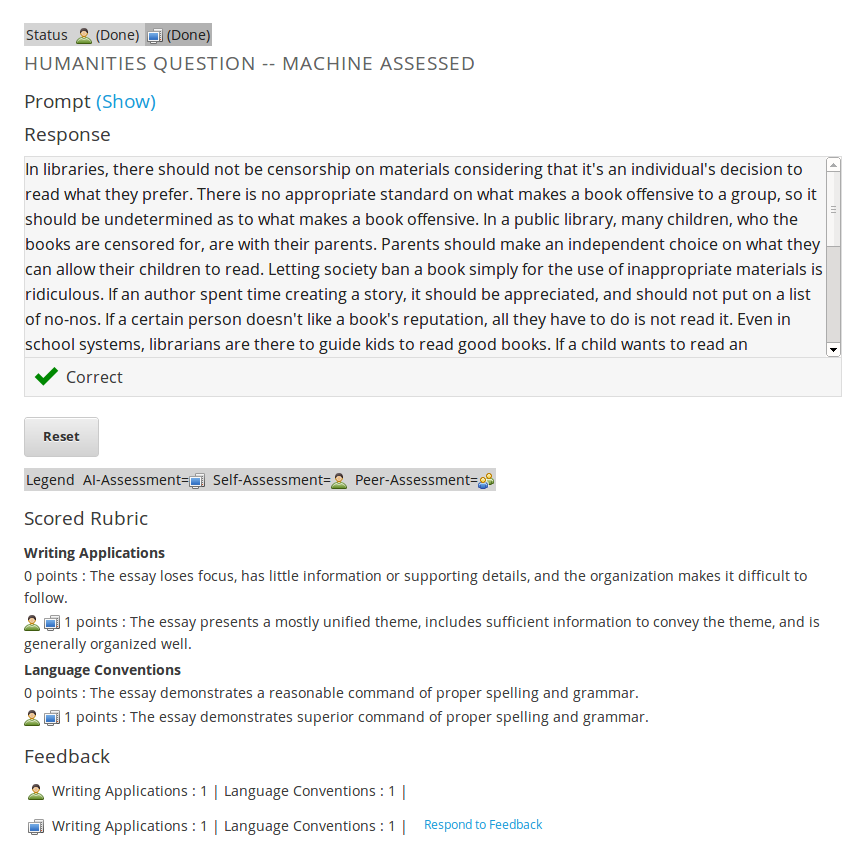 Status (Done) (Done)
HUMANITIES QUESTION -- MACHINE ASSESSED
Prompt (Show)
Response
In libraries, there should not be censorship on materials considering that it's an individual's decision to
read what they prefer. There is no appropriate standard on what makes a book offensive to a group, so it
should be undetermined as to what makes a book offensive. In a public library, many children, who the
books are censored for, are with their parents. Parents should make an independent choice on what they
can allow their children to read. Letting society ban a book simply for the use of inappropriate materials is
ridiculous. If an author spent time creating a story, it should be appreciated, and should not put on a list
of no-nos. If a certain person doesn't like a book's reputation, all they have to do is not read it. Even in
school systems, librarians are there to guide kids to read good books. If a child wants to read an
Correct
Reset
Legend AI-Assessment= Self-Assessment= Peer-Assessment=
Scored Rubric
Writing Applications
0 points : The essay loses focus, has little information or supporting details, and the organization makes it difficult to
follow.
1 points : The essay presents a mostly unified theme, includes sufficient information to convey the theme, and is
generally organized well.
Language Conventions
0 points : The essay demonstrates a reasonable command of proper spelling and grammar.
1 points : The essay demonstrates superior command of proper spelling and grammar.
Feedback
Writing Applications : 1 | Language Conventions : 1 |
Writing Applications : 1 | Language Conventions : 1 | Respond to Feedback